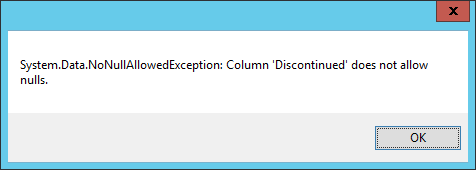 System.Data.NoNullAllowedException: Column 'Discontinued' does not allow
nulls.
OK